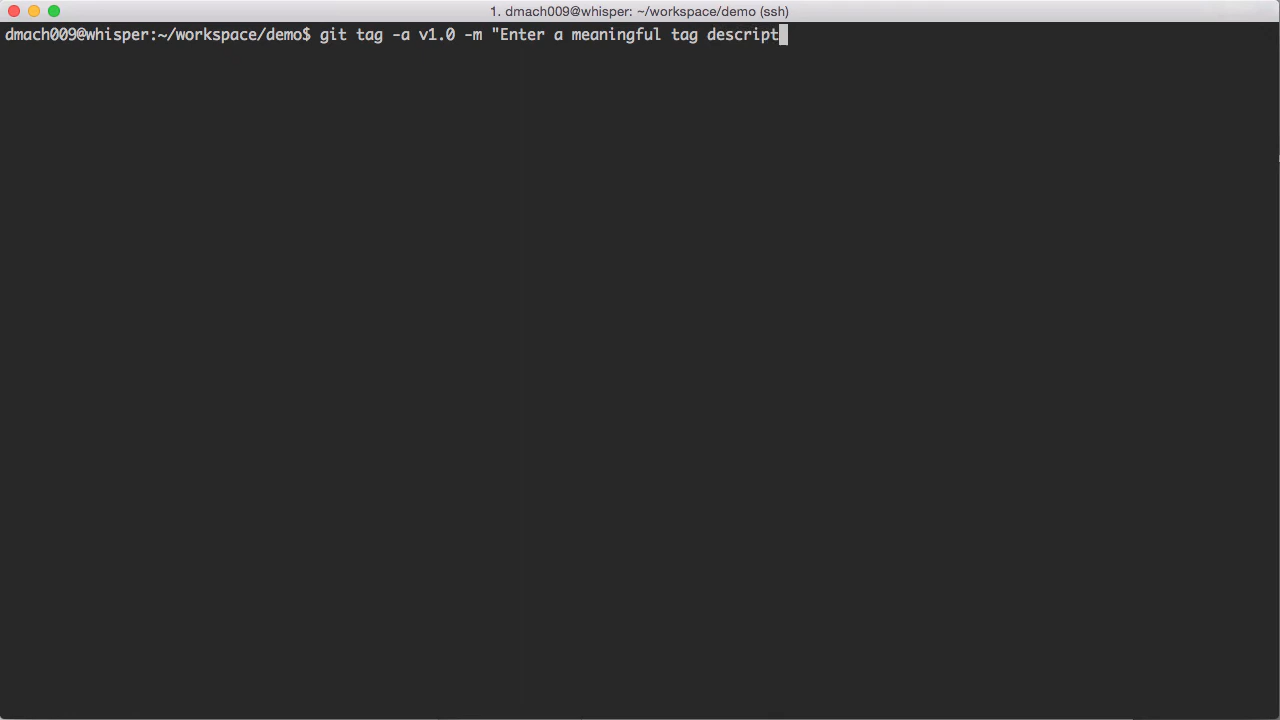 1. dmach009@whisper: ~/workspace/demo (ssh)
dmach009@whisper:~/workspace/demo$ git tag -a v1.0 -m "Enter a meaningful tag descript